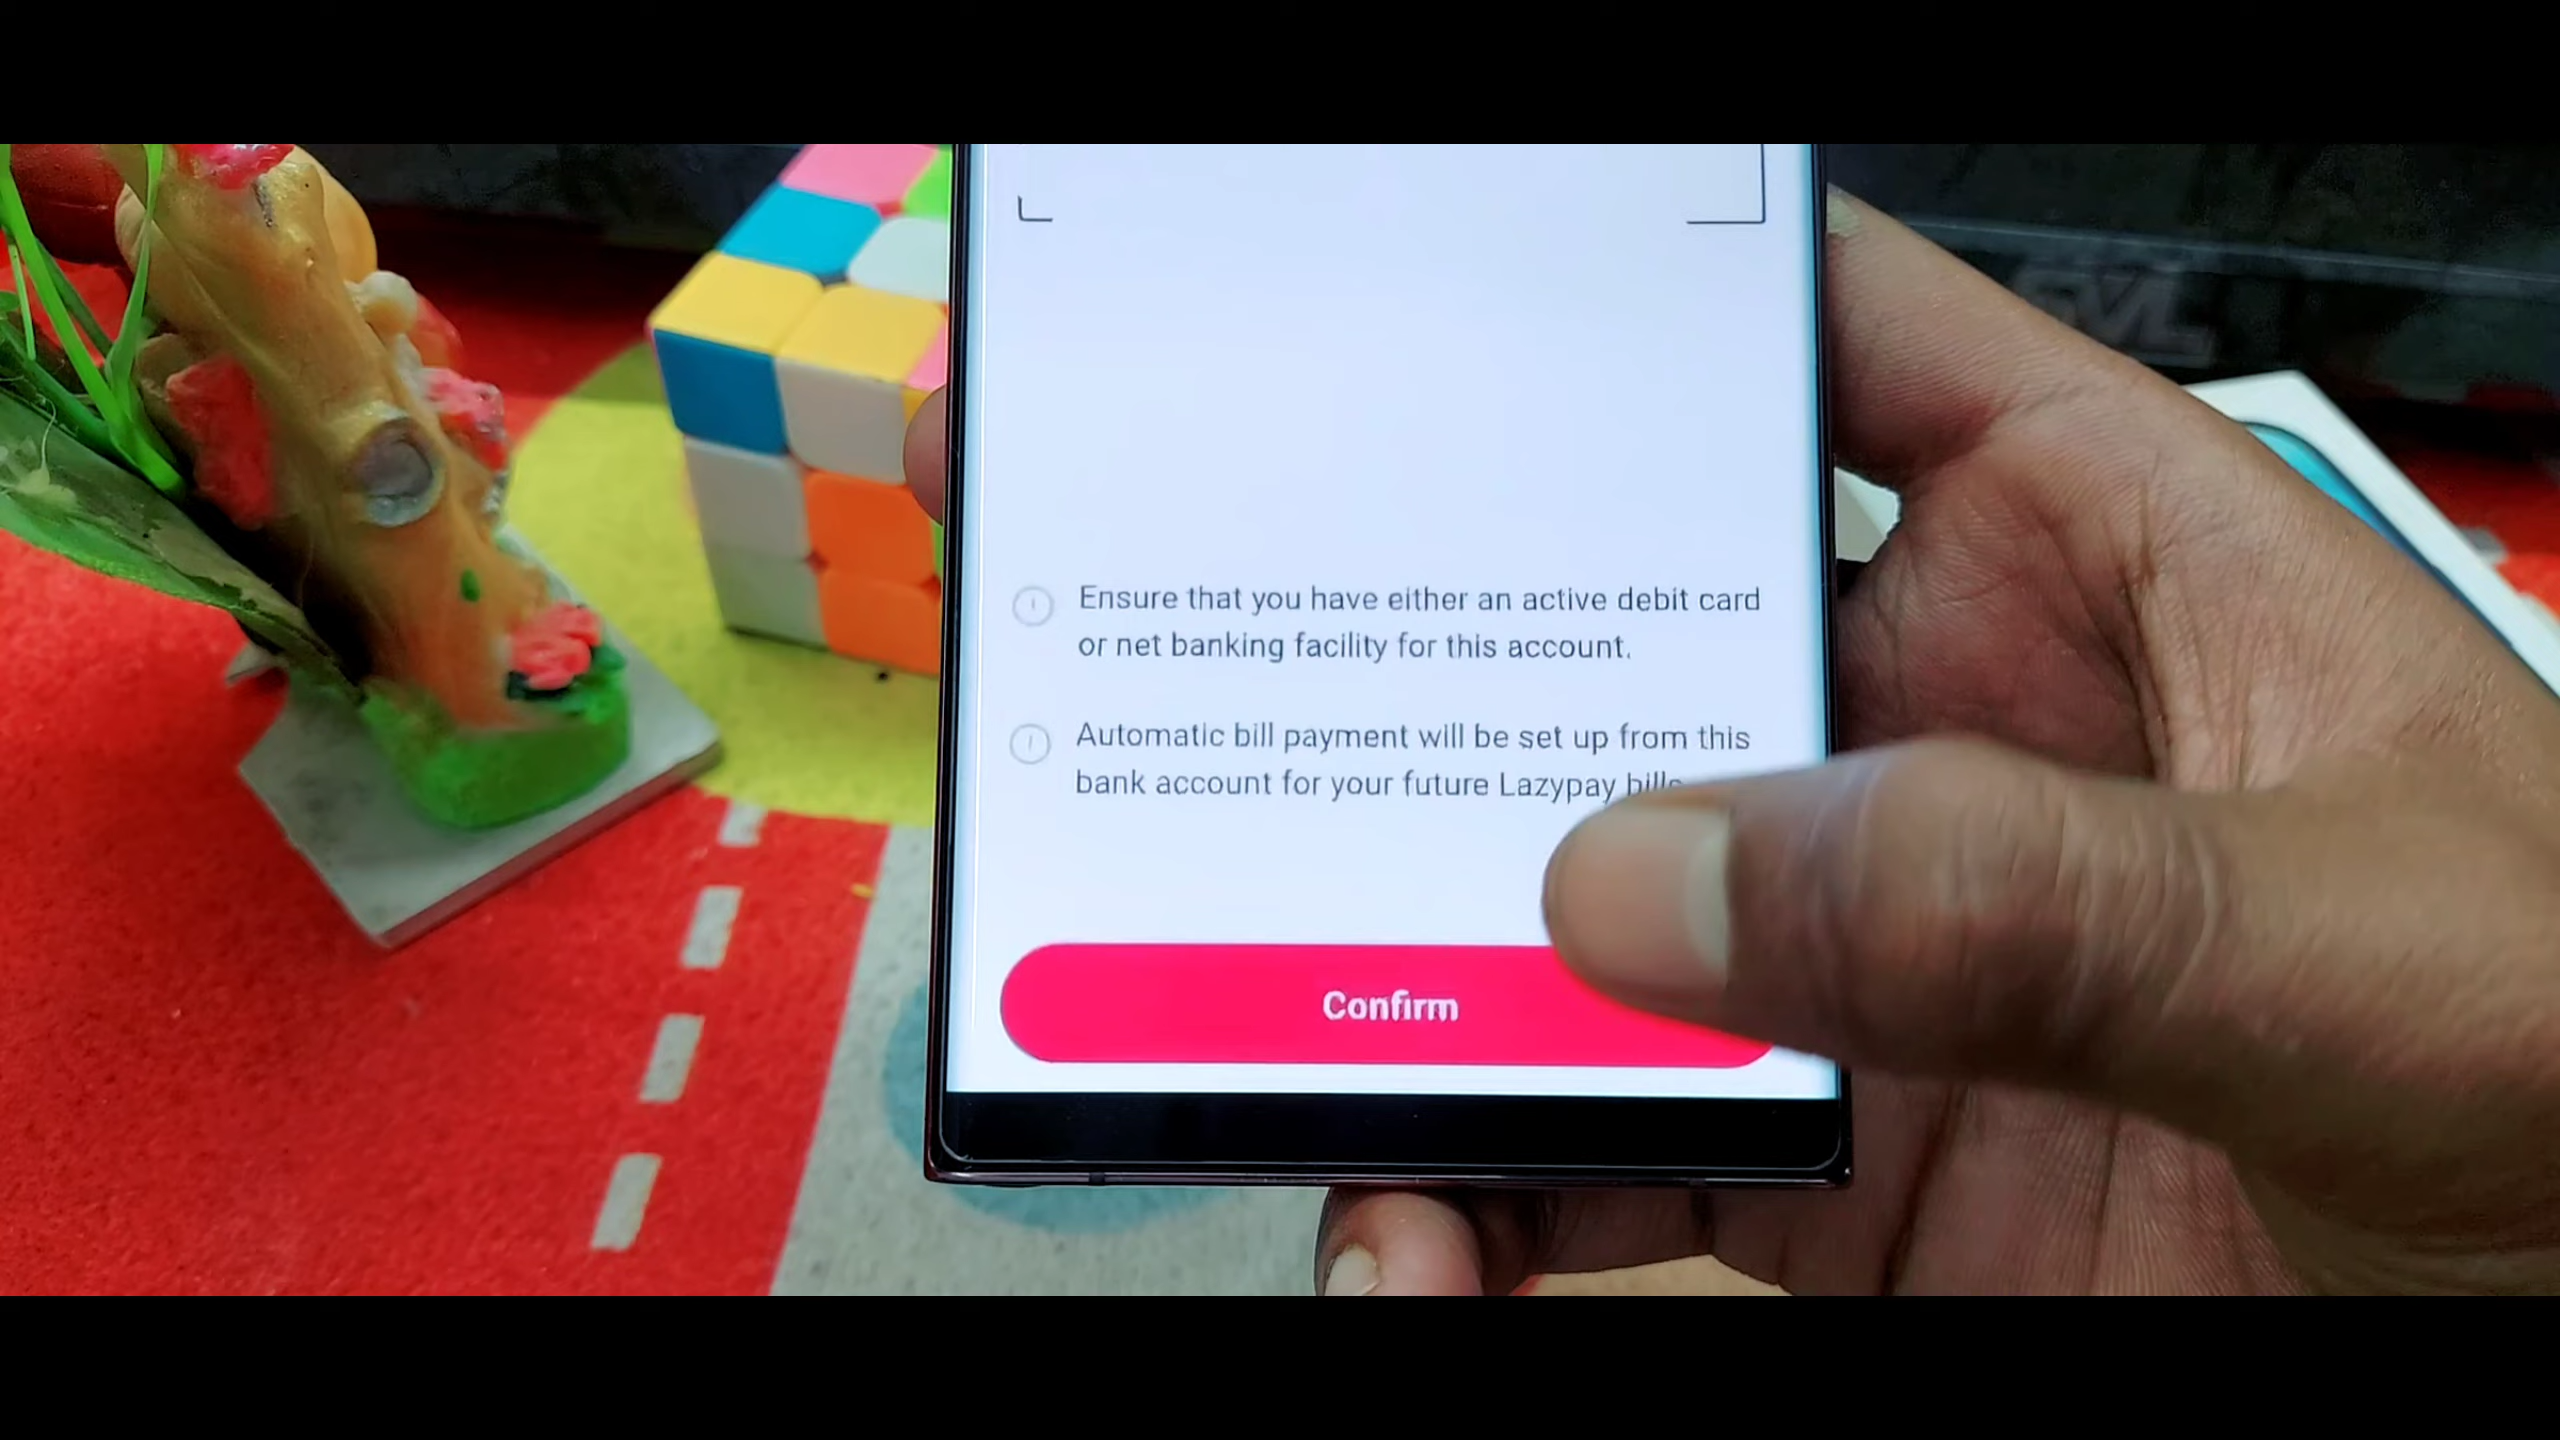 Ensure that you have either an active debit card
or net banking facility for this account.
Automatic bill payment will be set up from this
bank account for your future Lazypay bills
Confirm